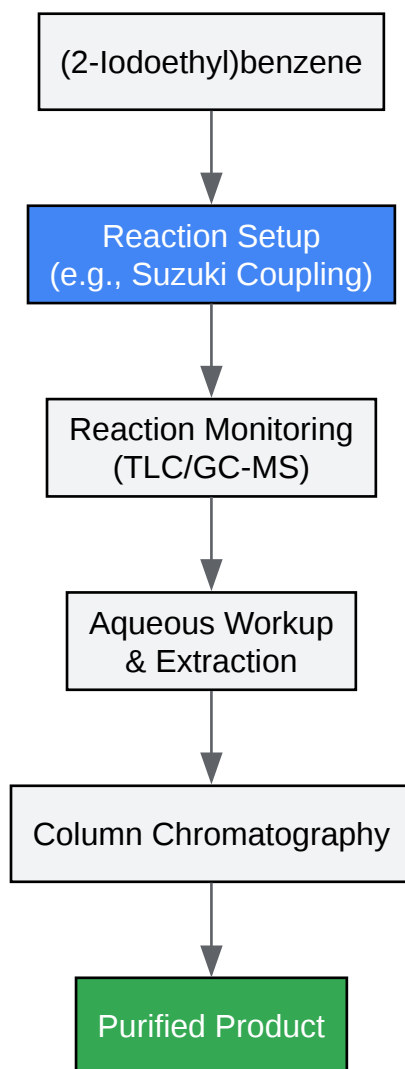 (2-Iodoethyl)benzene
Reaction Setup
(e.g., Suzuki Coupling)
Reaction Monitoring
(TLC/GC-MS)
Aqueous Workup
& Extraction
Column Chromatography
Purified Product